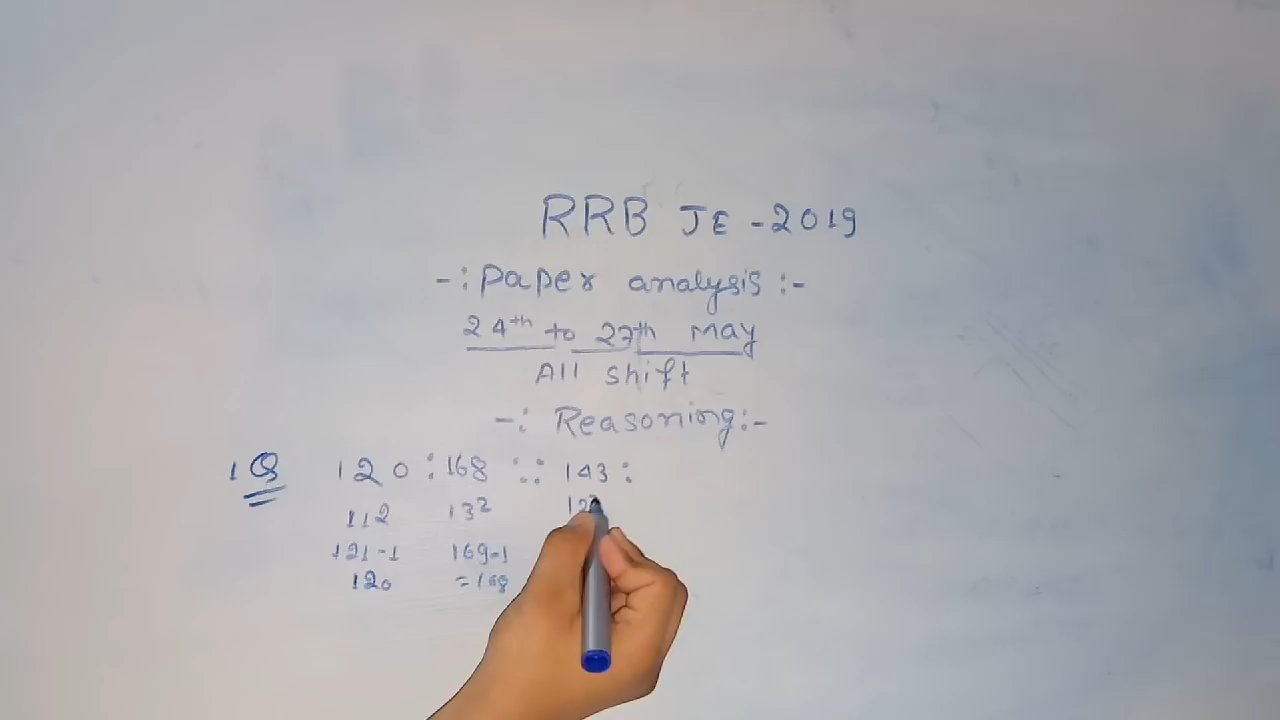 RRB JE -2019
-: Paper analysis :-
24th to 27th May
All shift
-: Reasoning:-
1Q 120 : 168 :: 143 :
11² 13² 12²
121-1 169-1
120 =168